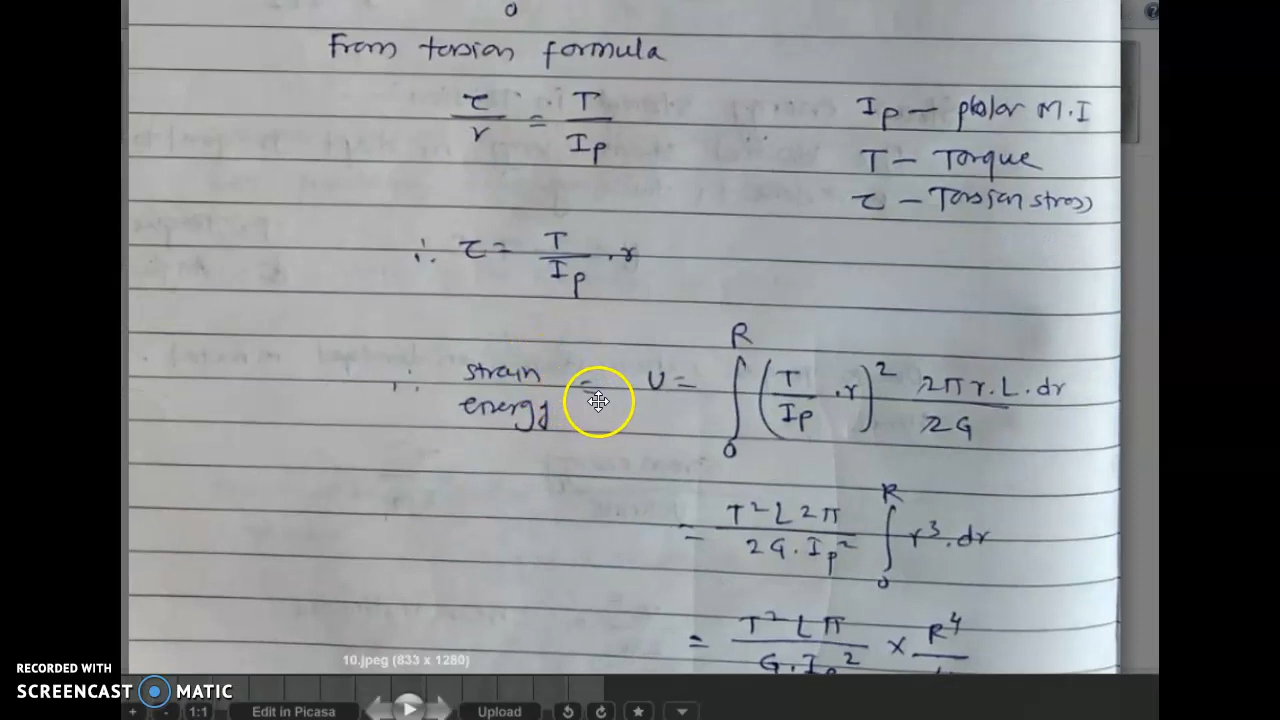 0
From torsion formula
τ/r = T/Ip
Ip – polar M.I
T – Torque
τ – Torsion stress
∴ τ = T/Ip . r
∴ strain energy = U = ∫₀ᴿ (T/Ip . r)² 2πr.L.dr/2G
= T²L2π/2G.Ip² ∫₀ᴿ r³.dr
= T²Lπ/G.Ip² × R⁴/
10.jpeg (833 x 1280)
RECORDED WITH
SCREENCAST MATIC
1:1 Edit in Picasa Upload